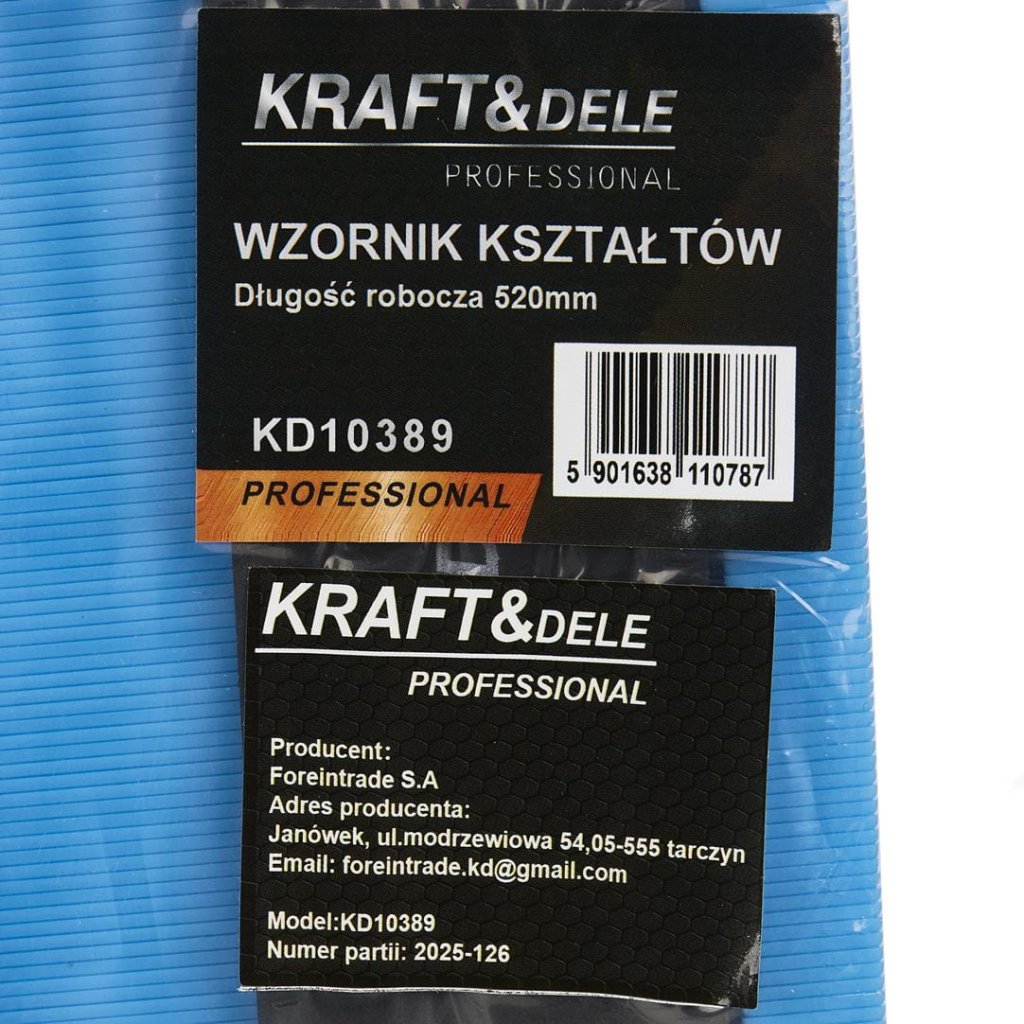 KRAFT&DELE
PROFESSIONAL
WZORNIK KSZTAŁTÓW
Długość robocza 520mm
KD10389
5 901638 110787
PROFESSIONAL
KRAFT&DELE
PROFESSIONAL
Producent:
Foreintrade S.A
Adres producenta:
Janówek, ul.modrzewiowa 54,05-555 tarczyn
Email: foreintrade.kd@gmail.com
Model:KD10389
Numer partii: 2025-126